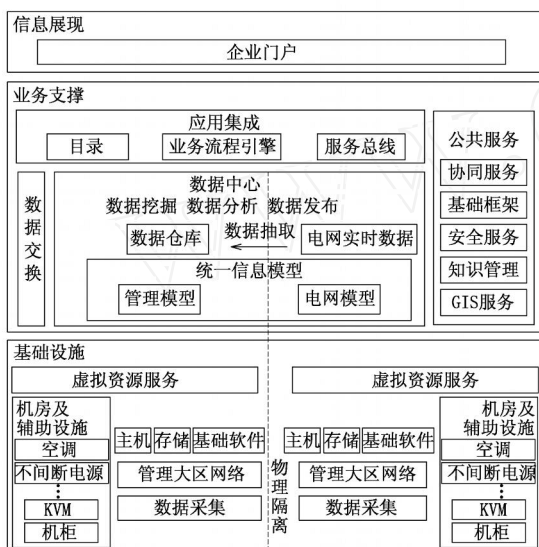 信息展现
企业门户
业务支撑
应用集成
目录
业务流程引擎
服务总线
数据交换
数据中心
数据挖掘 数据分析 数据发布
数据仓库
数据抽取
电网实时数据
统一信息模型
管理模型
电网模型
公共服务
协同服务
基础框架
安全服务
知识管理
GIS服务
基础设施
虚拟资源服务
虚拟资源服务
机房及
辅助设施
空调
不间断电源
KVM
机柜
主机
存储
基础软件
管理大区网络
数据采集
物理隔离
主机
存储
基础软件
管理大区网络
数据采集
机房及
辅助设施
空调
不间断电源
KVM
机柜